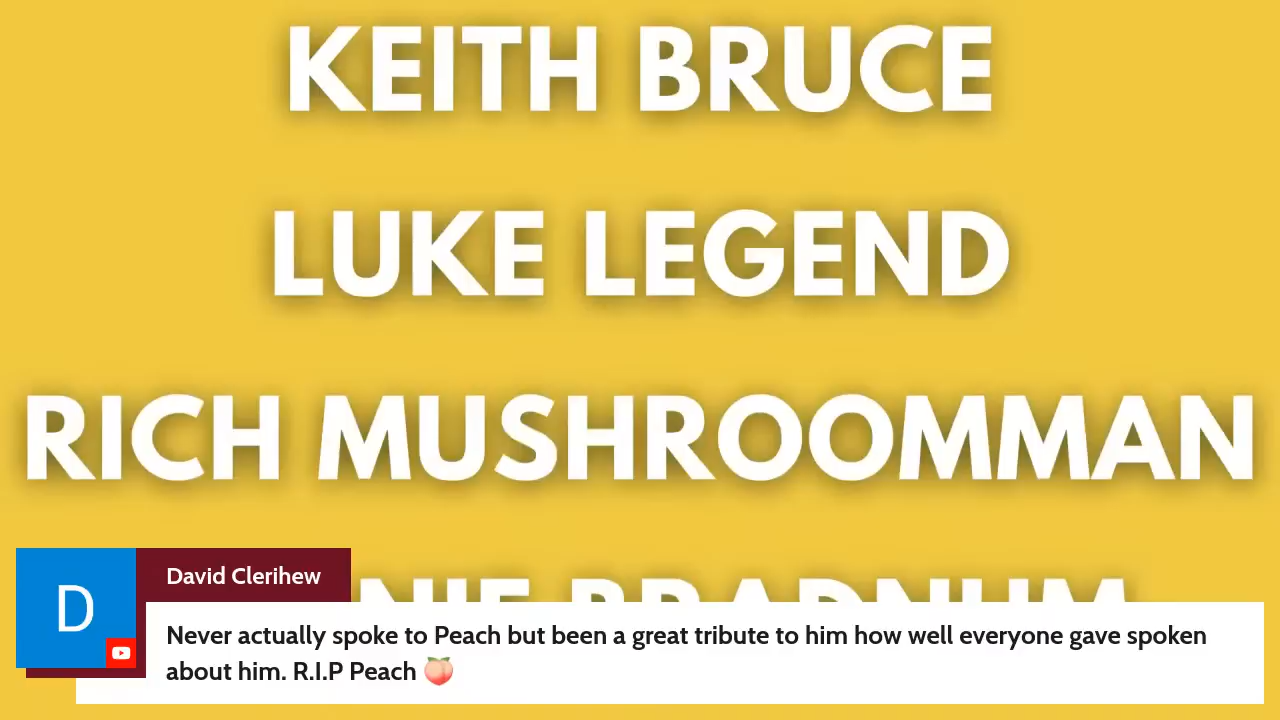 KEITH BRUCE
LUKE LEGEND
RICH MUSHROOMMAN
BRADNUM
D
David Clerihew
Never actually spoke to Peach but been a great tribute to him how well everyone gave spoken
about him. R.I.P Peach 🍑